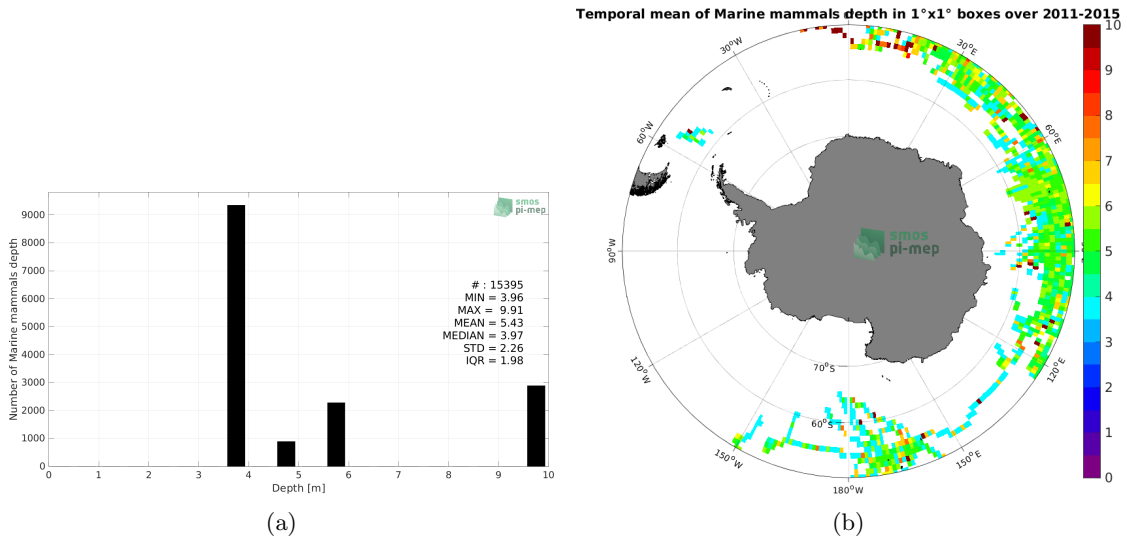 Temporal mean of Marine mammals depth in 1°x1° boxes over 2011-2015
smos
pi-mep
# : 15395
MIN = 3.96
MAX = 9.91
MEAN = 5.43
MEDIAN = 3.97
STD = 2.26
IQR = 1.98
Number of Marine mammals depth
9000
8000
7000
6000
5000
4000
3000
2000
1000
0
0 1 2 3 4 5 6 7 8 9 10
Depth [m]
(a)
0°
30°W
30°E
60°W
60°E
90°W
120°W
120°E
150°W
150°E
180°W
70°S
60°S
smos
pi-mep
10
9
8
7
6
5
4
3
2
1
0
(b)